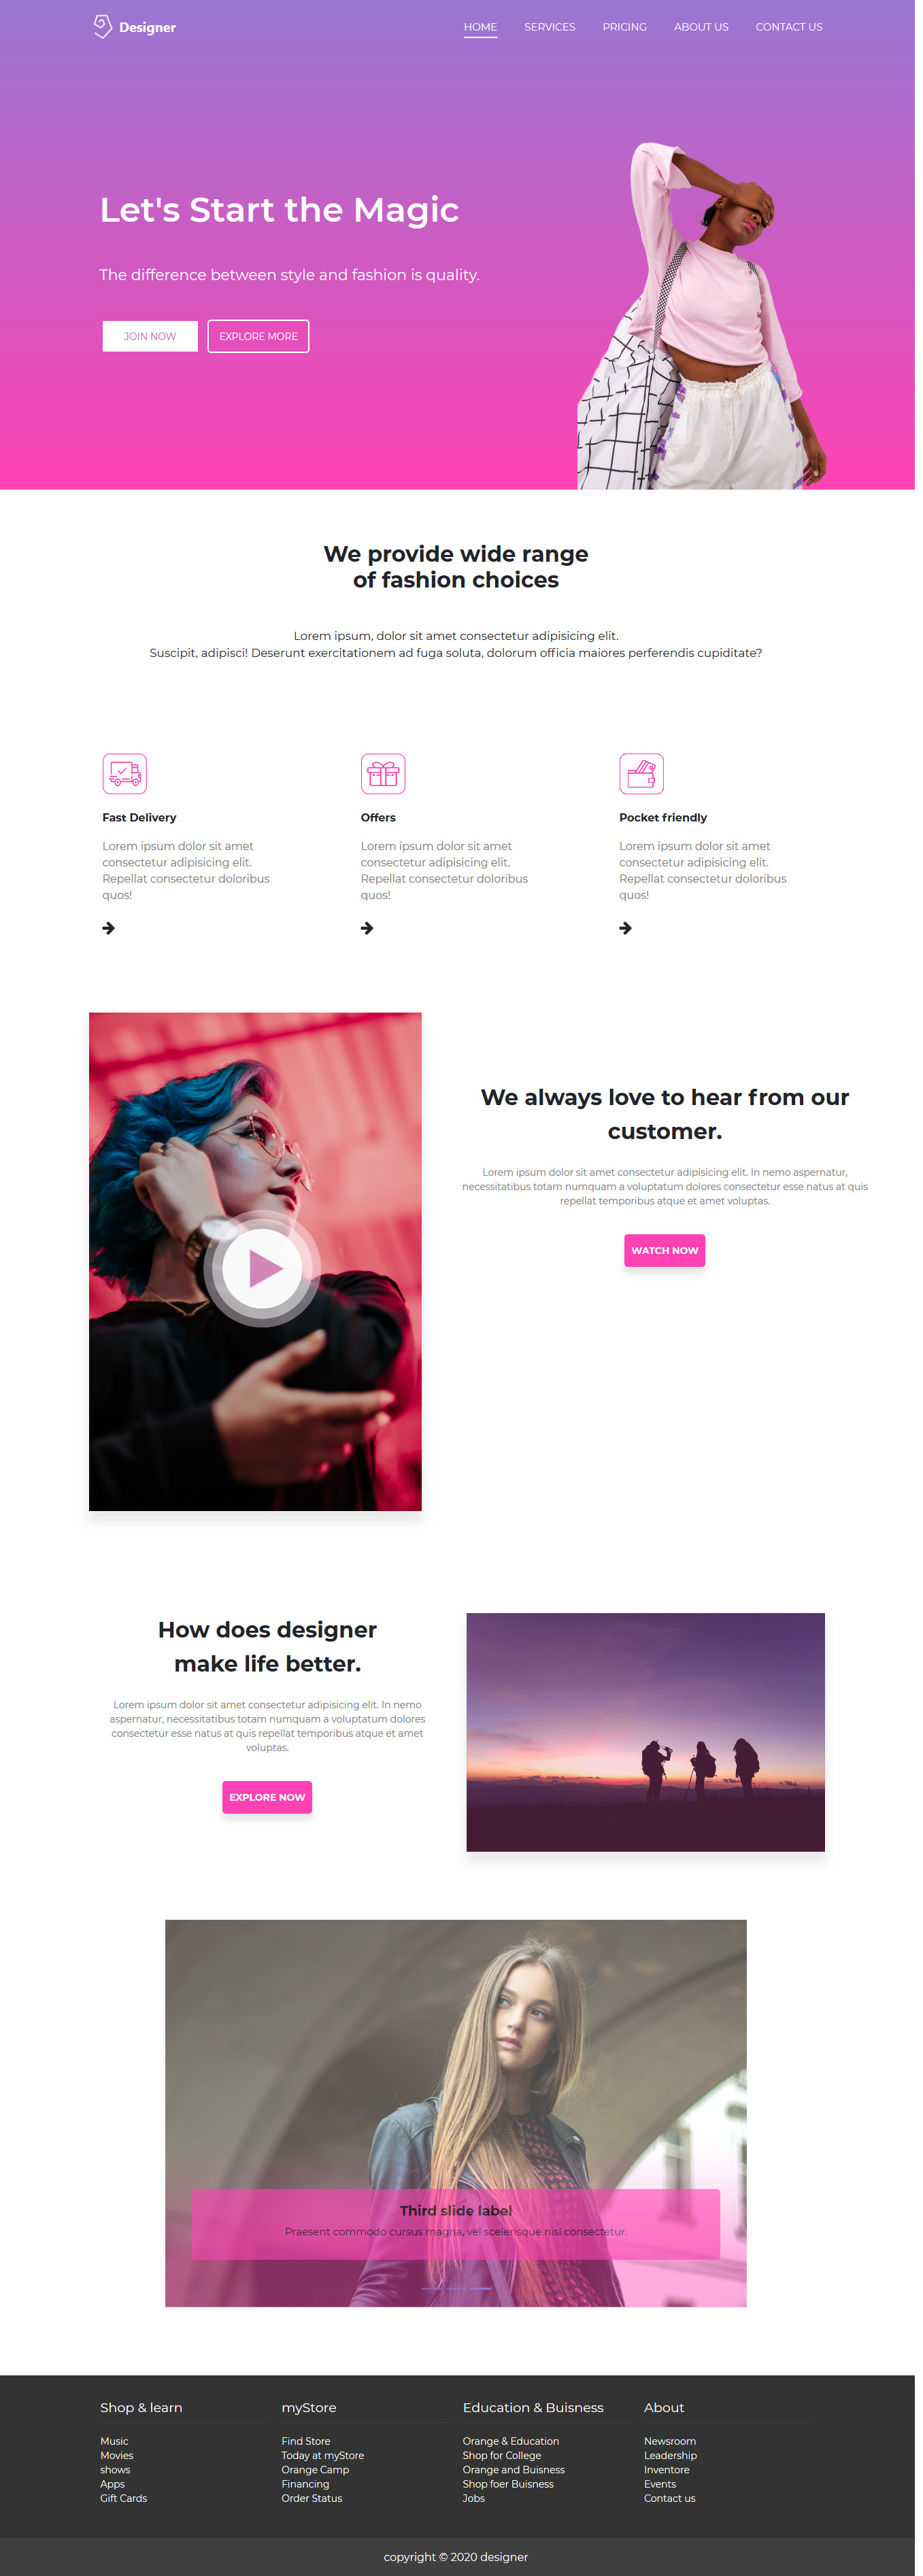 Designer
HOME SERVICES PRICING ABOUT US CONTACT US
Let's Start the Magic
The difference between style and fashion is quality.
JOIN NOW EXPLORE MORE
We provide wide range
of fashion choices
Lorem ipsum, dolor sit amet consectetur adipisicing elit.
Suscipit, adipisci! Deserunt exercitationem ad fuga soluta, dolorum officia maiores perferendis cupiditate?
Fast Delivery
Lorem ipsum dolor sit amet
consectetur adipisicing elit.
Repellat consectetur doloribus
quos!
Offers
Lorem ipsum dolor sit amet
consectetur adipisicing elit.
Repellat consectetur doloribus
quos!
Pocket friendly
Lorem ipsum dolor sit amet
consectetur adipisicing elit.
Repellat consectetur doloribus
quos!
We always love to hear from our
customer.
Lorem ipsum dolor sit amet consectetur adipisicing elit. In nemo aspernatur,
necessitatibus totam numquam a voluptatum dolores consectetur esse natus at quis
repellat temporibus atque et amet voluptas.
WATCH NOW
How does designer
make life better.
Lorem ipsum dolor sit amet consectetur adipisicing elit. In nemo
aspernatur, necessitatibus totam numquam a voluptatum dolores
consectetur esse natus at quis repellat temporibus atque et amet
voluptas.
EXPLORE NOW
Third slide label
Praesent commodo cursus magna, vel scelerisque nisl consectetur.
Shop & learn
Music
Movies
shows
Apps
Gift Cards
myStore
Find Store
Today at myStore
Orange Camp
Financing
Order Status
Education & Buisness
Orange & Education
Shop for College
Orange and Buisness
Shop foer Buisness
Jobs
About
Newsroom
Leadership
Inventore
Events
Contact us
copyright © 2020 designer